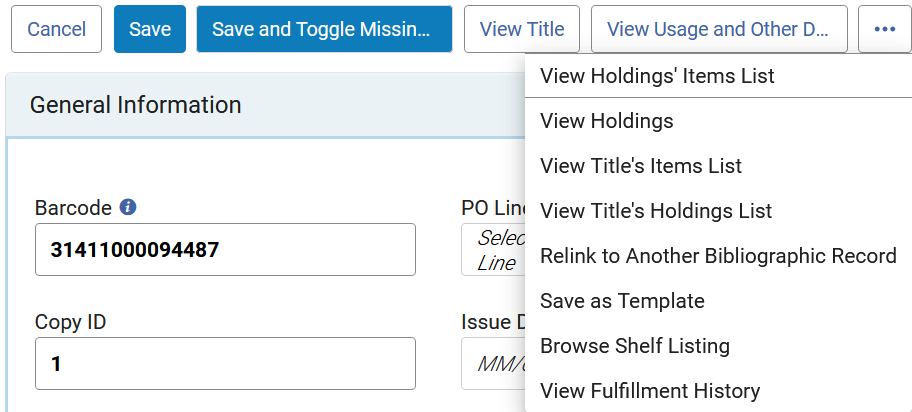 Cancel
Save
Save and Toggle Missin...
View Title
View Usage and Other D...
View Holdings' Items List
General Information
View Holdings
View Title's Items List
Barcode
PO Line
View Title's Holdings List
31411000094487
Selec
Line
Relink to Another Bibliographic Record
Save as Template
Copy ID
Issue D
Browse Shelf Listing
1
MM/
View Fulfillment History